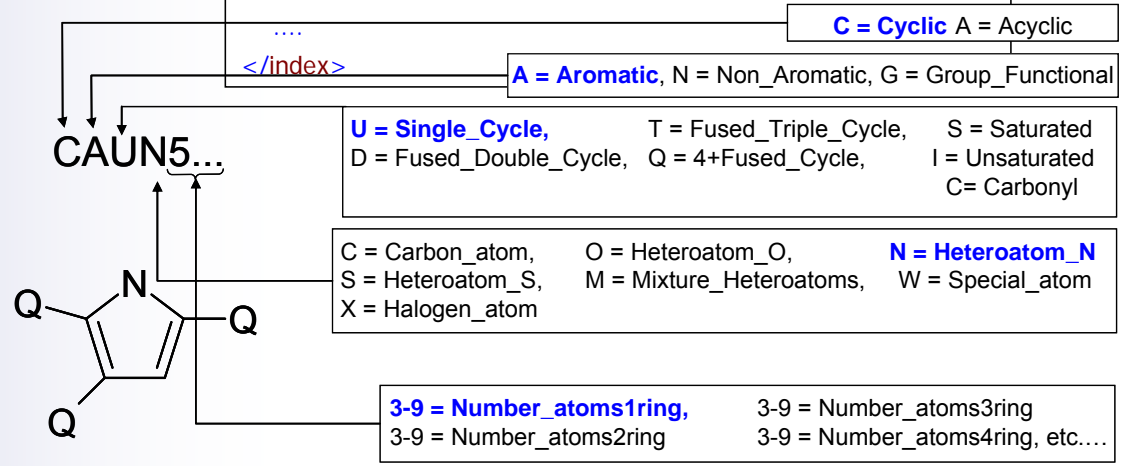 ....
</index>
C = Cyclic A = Acyclic
A = Aromatic, N = Non_Aromatic, G = Group_Functional
CAUN5...
U = Single_Cycle, T = Fused_Triple_Cycle, S = Saturated
D = Fused_Double_Cycle, Q = 4+Fused_Cycle, I = Unsaturated
C= Carbonyl
C = Carbon_atom, O = Heteroatom_O, N = Heteroatom_N
S = Heteroatom_S, M = Mixture_Heteroatoms, W = Special_atom
X = Halogen_atom
N
Q
Q
Q
3-9 = Number_atoms1ring, 3-9 = Number_atoms3ring
3-9 = Number_atoms2ring 3-9 = Number_atoms4ring, etc....